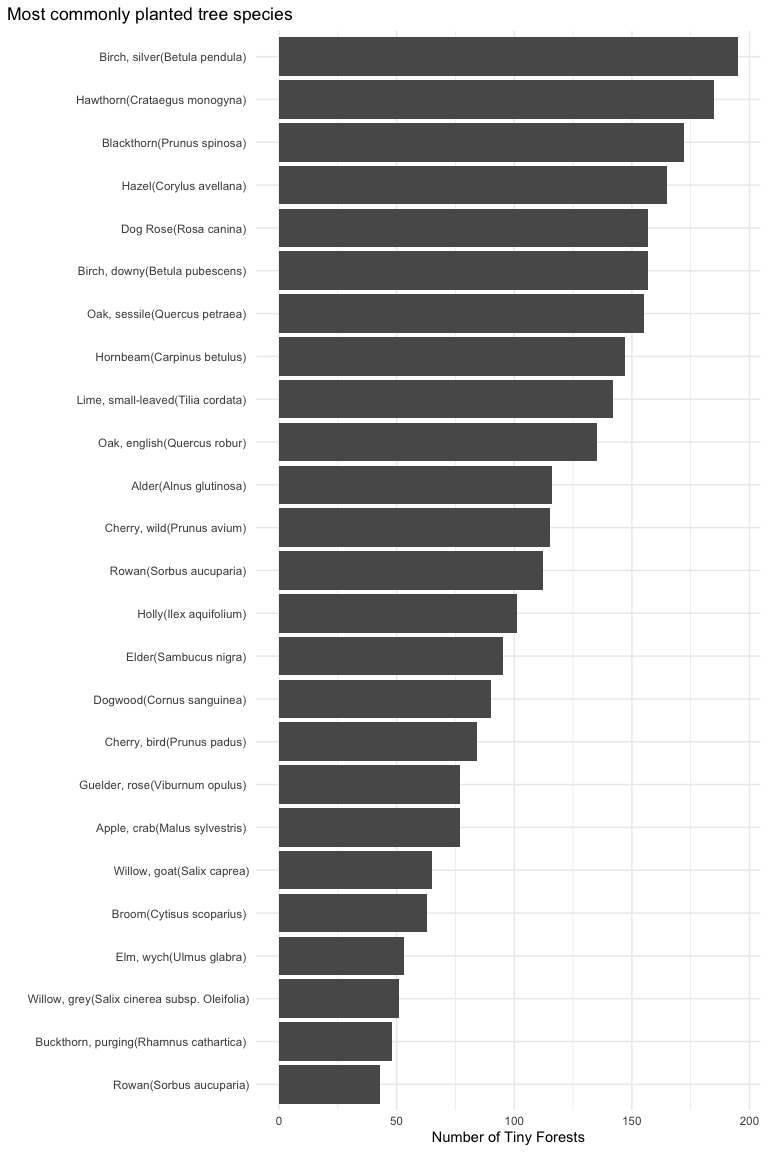 Most commonly planted tree species
Birch, silver(Betula pendula)
Hawthorn(Crataegus monogyna)
Blackthorn(Prunus spinosa)
Hazel(Corylus avellana)
Dog Rose(Rosa canina)
Birch, downy(Betula pubescens)
Oak, sessile(Quercus petraea)
Hornbeam(Carpinus betulus)
Lime, small-leaved(Tilia cordata)
Oak, english(Quercus robur)
Alder(Alnus glutinosa)
Cherry, wild(Prunus avium)
Rowan(Sorbus aucuparia)
Holly(Ilex aquifolium)
Elder(Sambucus nigra)
Dogwood(Cornus sanguinea)
Cherry, bird(Prunus padus)
Guelder, rose(Viburnum opulus)
Apple, crab(Malus sylvestris)
Willow, goat(Salix caprea)
Broom(Cytisus scoparius)
Elm, wych(Ulmus glabra)
Willow, grey(Salix cinerea subsp. Oleifolia)
Buckthorn, purging(Rhamnus cathartica)
Rowan(Sorbus aucuparia)
0 50 100 150 200
Number of Tiny Forests